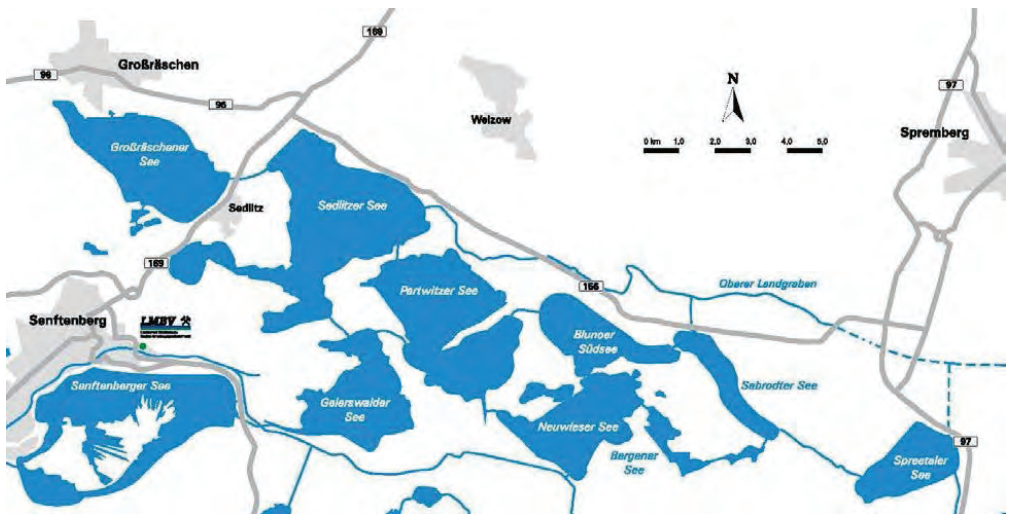 169
Großräschen
96
96
97
Welzow
N
Spremberg
0 km 1,0 2,0 3,0 4,0 5,0
Großräschener
See
Sedlitz
Sedlitzer See
169
Partwitzer See
156
Oberer Landgraben
Senftenberg
LMBV
Blunoer
Südsee
Senftenberger See
Geierswalder
See
Sabrodter See
Neuwieser See
Bergener
See
97
Spreetaler
See